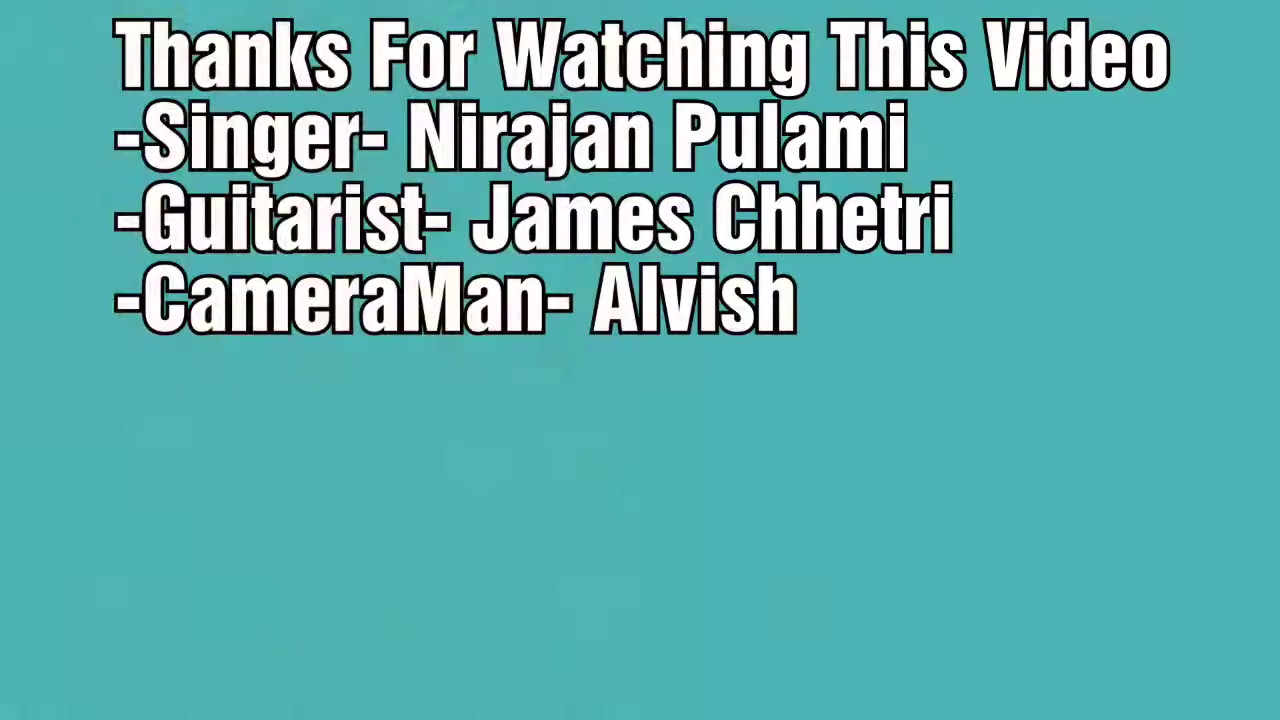 Thanks For Watching This Video
-Singer- Nirajan Pulami
-Guitarist- James Chhetri
-CameraMan- Alvish